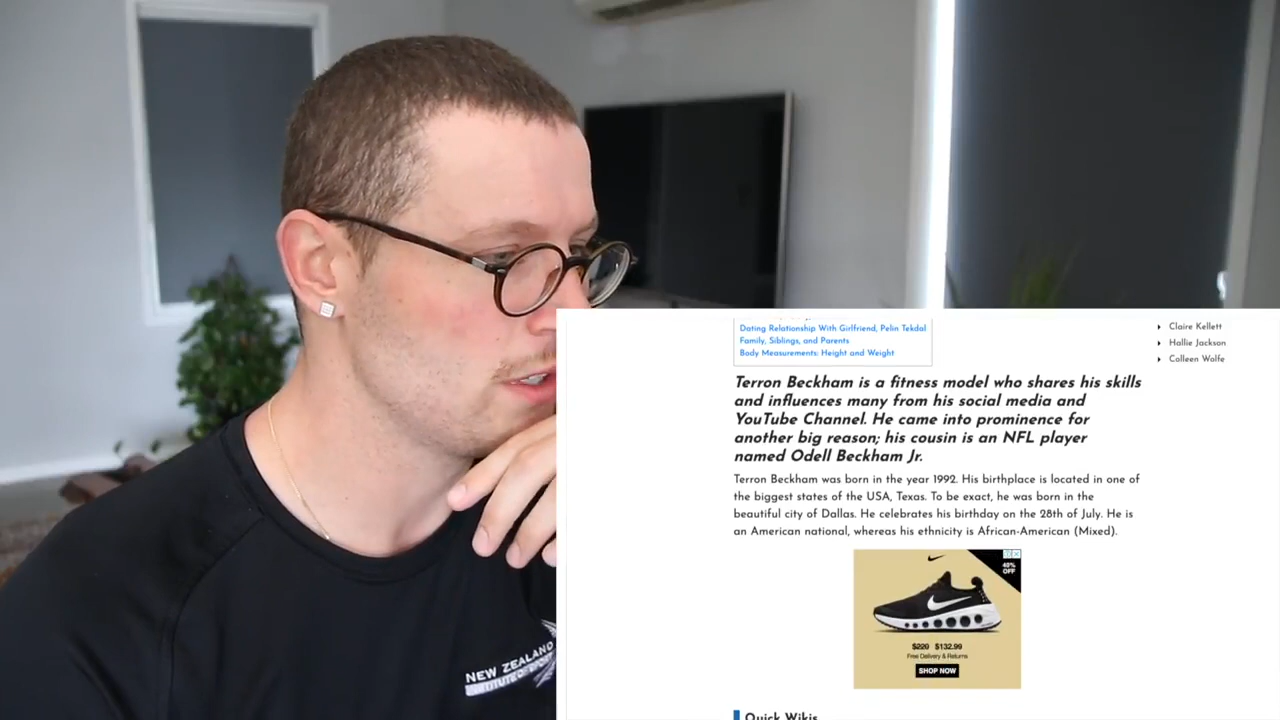 Dating Relationship With Girlfriend, Pelin Tekdal
Family, Siblings, and Parents
Body Measurements: Height and Weight
Claire Kellett
Hallie Jackson
Colleen Wolfe
Terron Beckham is a fitness model who shares his skills
and influences many from his social media and
YouTube Channel. He came into prominence for
another big reason; his cousin is an NFL player
named Odell Beckham Jr.
Terron Beckham was born in the year 1992. His birthplace is located in one of
the biggest states of the USA, Texas. To be exact, he was born in the
beautiful city of Dallas. He celebrates his birthday on the 28th of July. He is
an American national, whereas his ethnicity is African-American (Mixed).
40%
OFF
$220 $132.99
Free Delivery & Returns
SHOP NOW
Quick Wikis
NEW ZEALAND
INSTITUTE OF SPORT